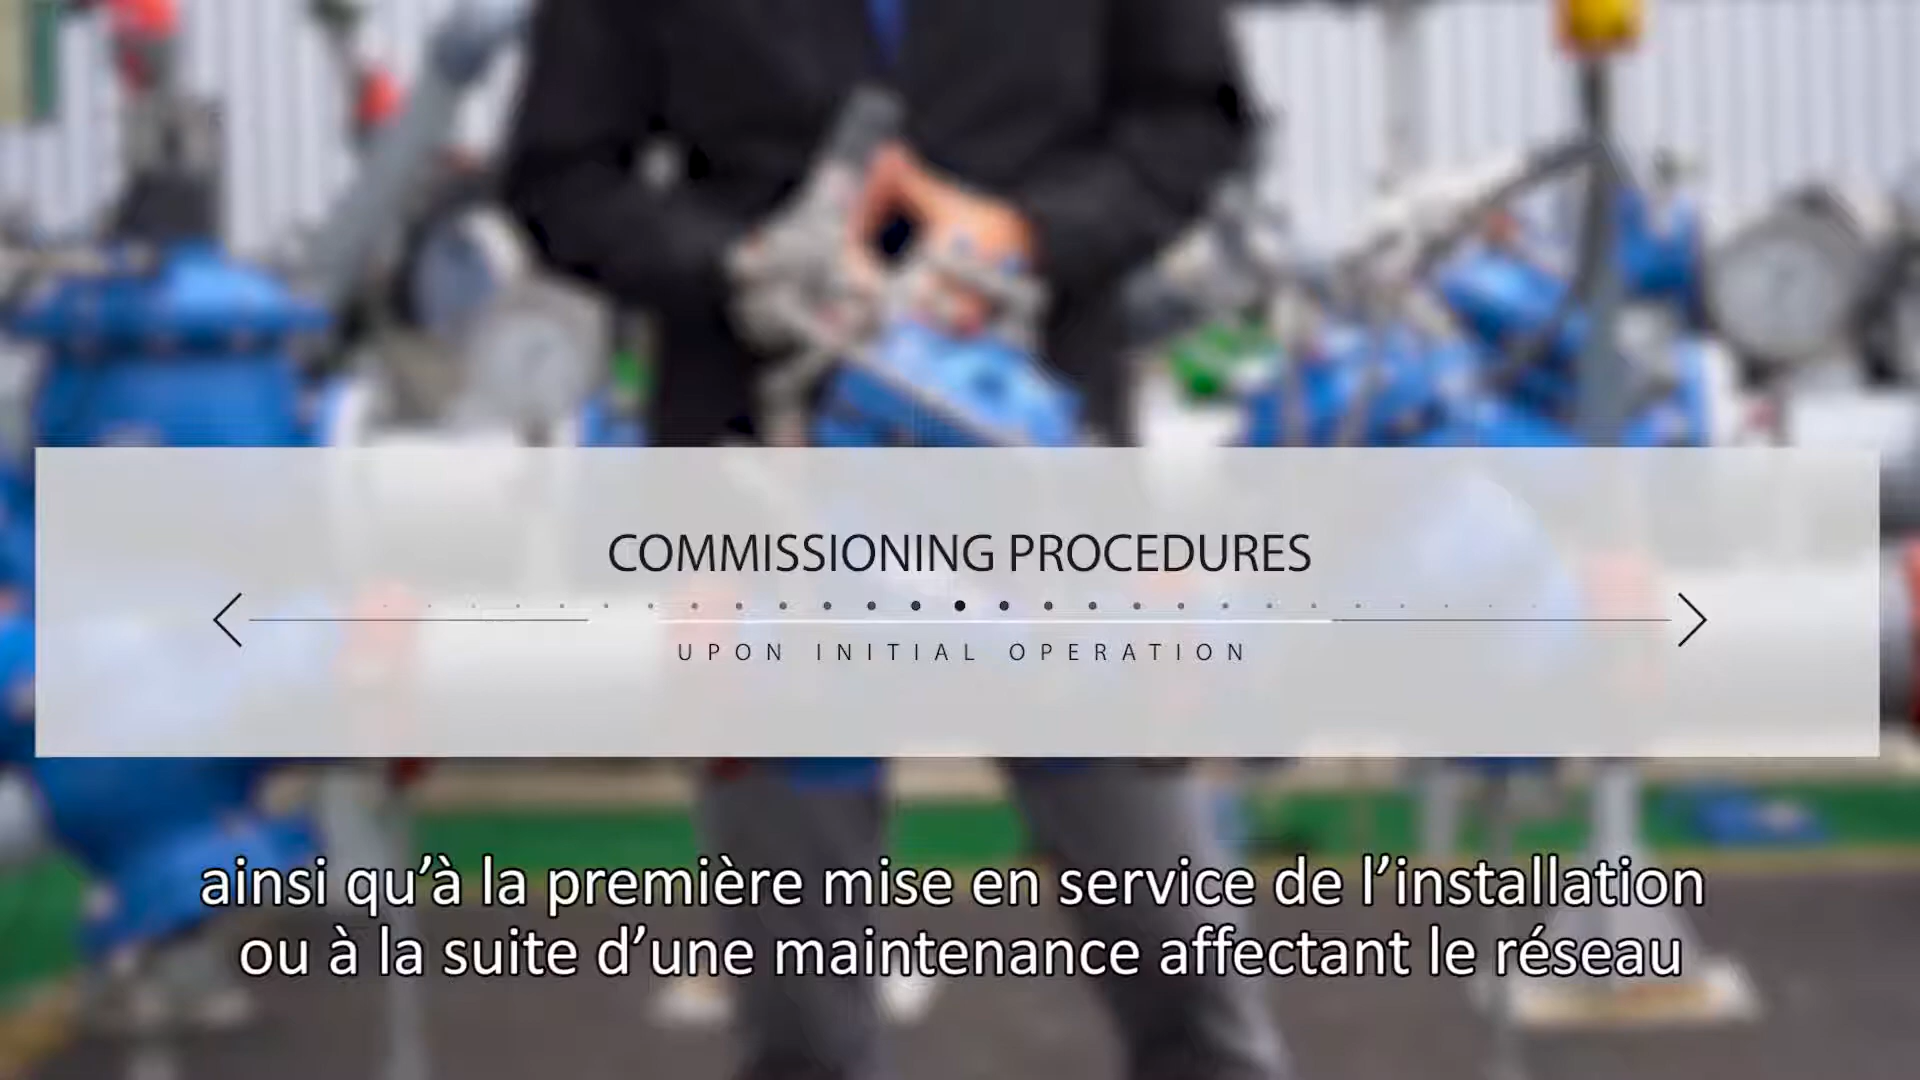 COMMISSIONING PROCEDURES
UPON INITIAL OPERATION
ainsi qu’à la première mise en service de l’installation
ou à la suite d’une maintenance affectant le réseau